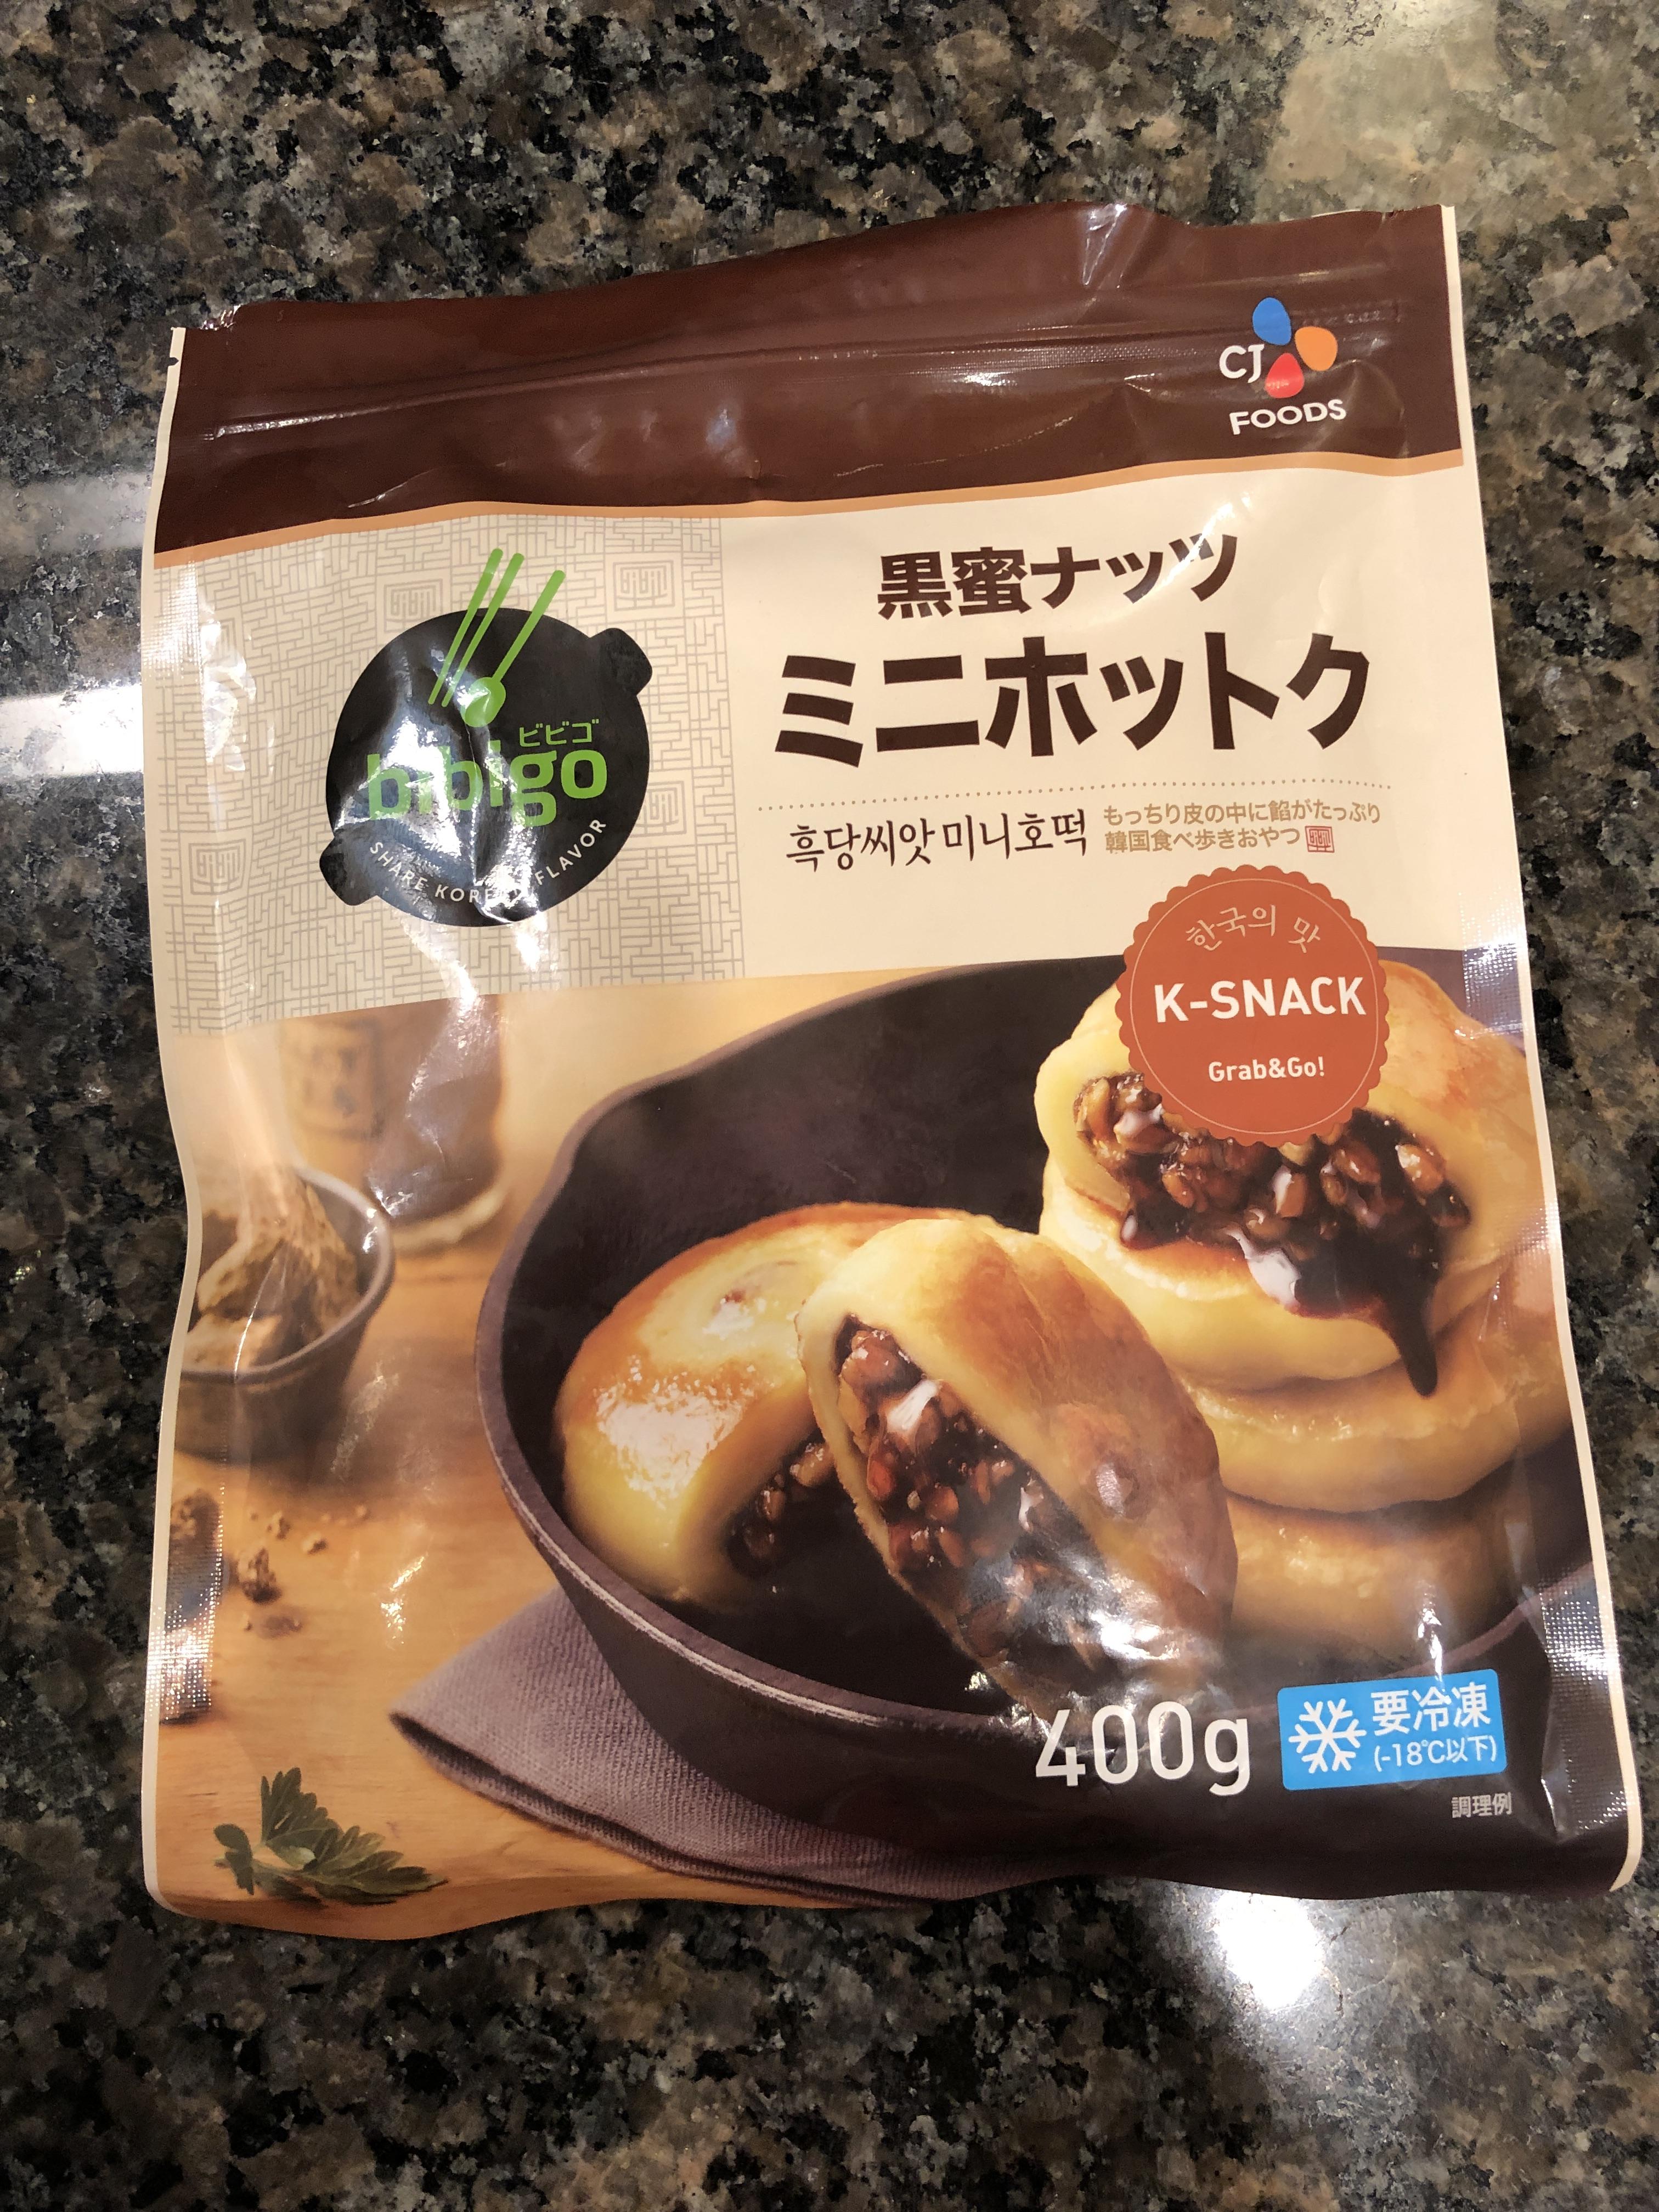 CJ
FOODS
黒蜜ナッツ
ミニホットク
ビビゴ
bibigo
SHARE KOREAN FLAVOR
흑당씨앗미니호떡
もっちり皮の中に餡がたっぷり
韓国食べ歩きおやつ
한국의 맛
K-SNACK
Grab&Go!
400g
要冷凍
(-18℃以下)
調理例